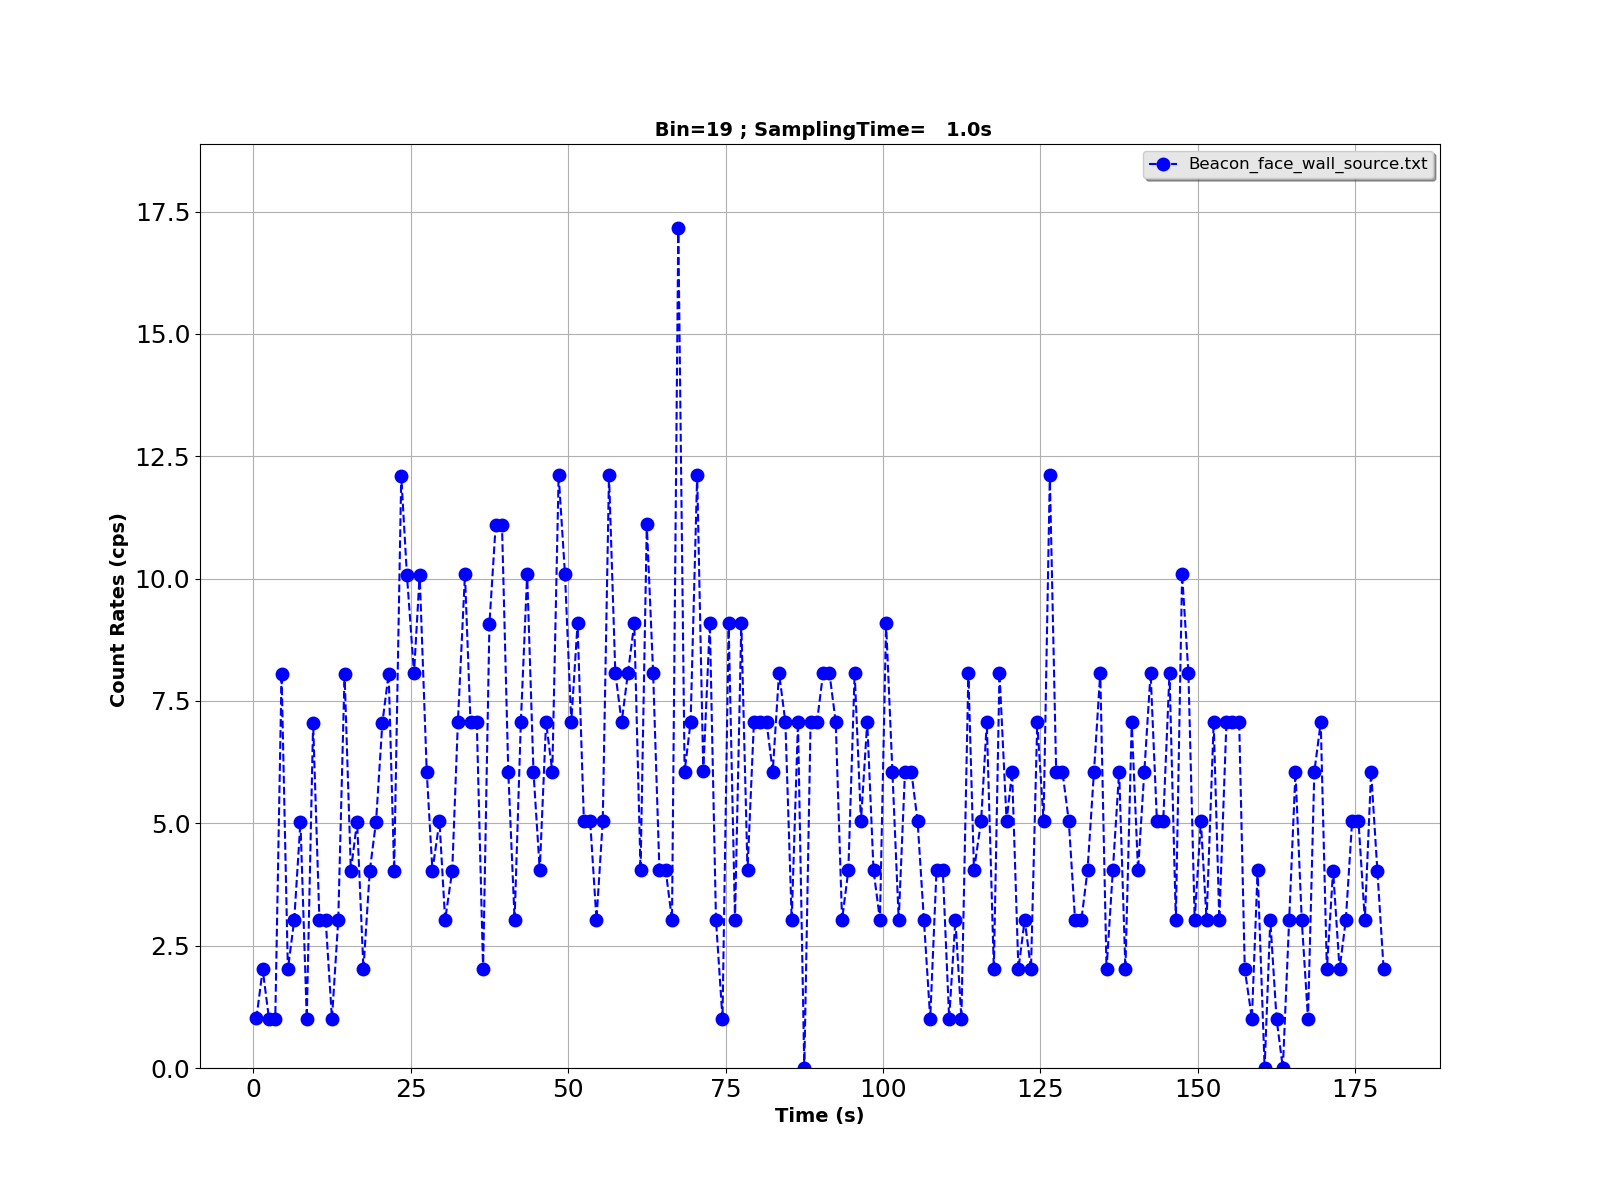 Bin=19 ; SamplingTime=   1.0s
Beacon_face_wall_source.txt
Count Rates (cps)
17.5
15.0
12.5
10.0
7.5
5.0
2.5
0.0
0 25 50 75 100 125 150 175
Time (s)